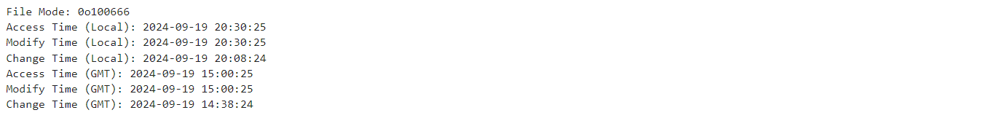 File Mode: 0o100666
Access Time (Local): 2024-09-19 20:30:25
Modify Time (Local): 2024-09-19 20:30:25
Change Time (Local): 2024-09-19 20:08:24
Access Time (GMT): 2024-09-19 15:00:25
Modify Time (GMT): 2024-09-19 15:00:25
Change Time (GMT): 2024-09-19 14:38:24